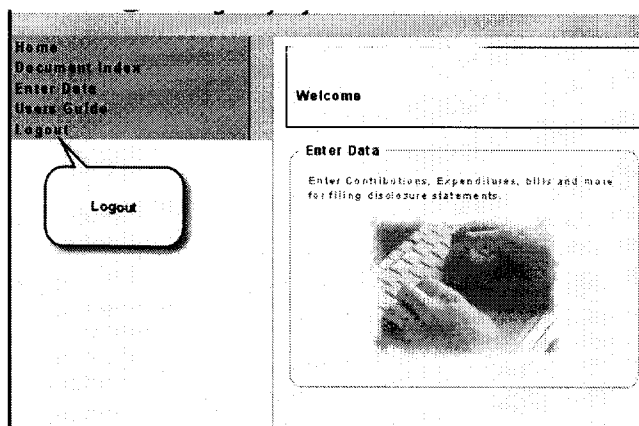 Home
Document Index
Enter Data
Users Guide
Logout
Logout
Welcome
Enter Data
Enter Contributions, Expenditures, bills and more
for filing disclosure statements.